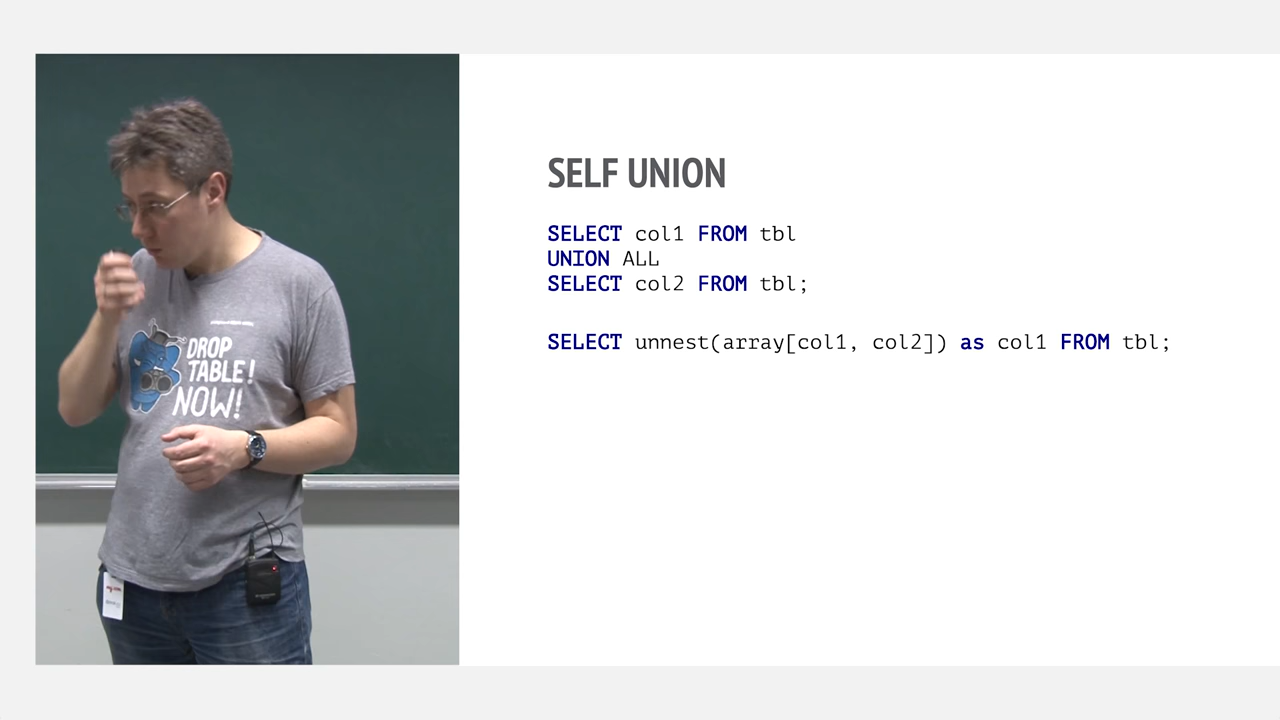 SELF UNION
SELECT col1 FROM tbl
UNION ALL
SELECT col2 FROM tbl;
SELECT unnest(array[col1, col2]) as col1 FROM tbl;
DROP
TABLE!
NOW!